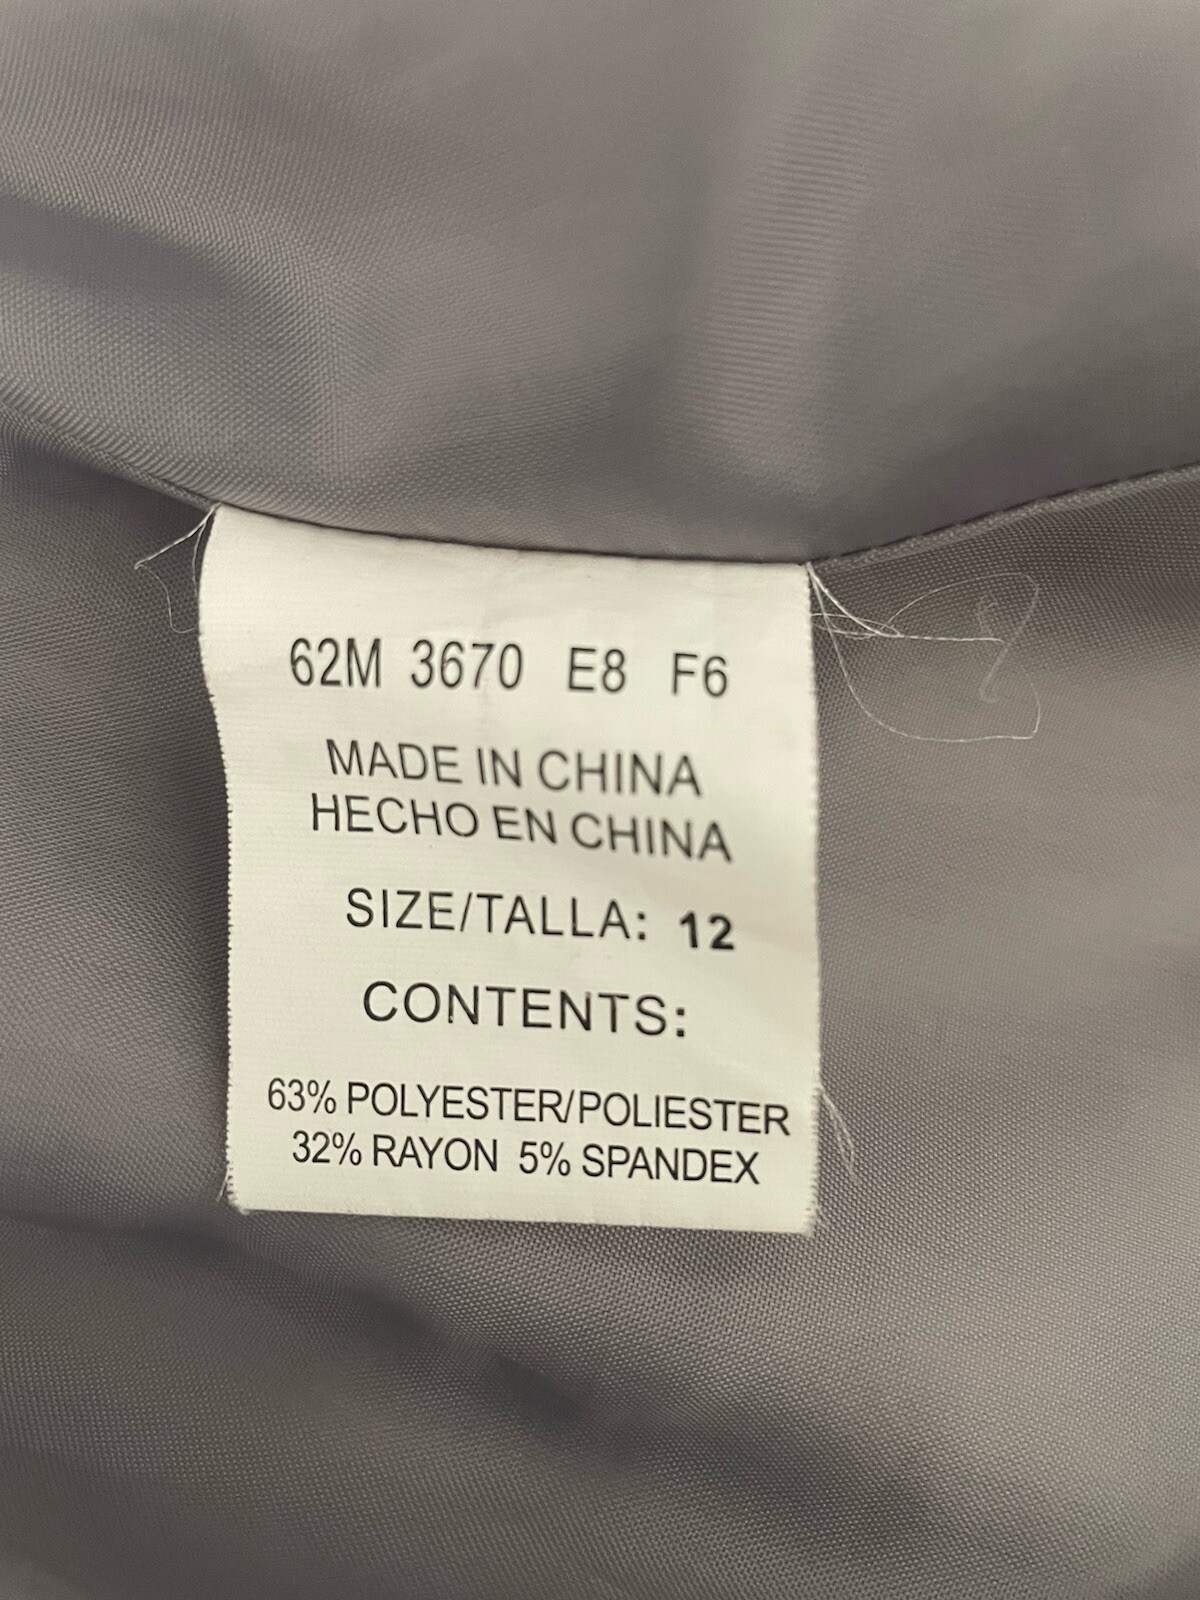 62M 3670 E8 F6
MADE IN CHINA
HECHO EN CHINA
SIZE/TALLA: 12
CONTENTS:
63% POLYESTER/POLIESTER
32% RAYON 5% SPANDEX